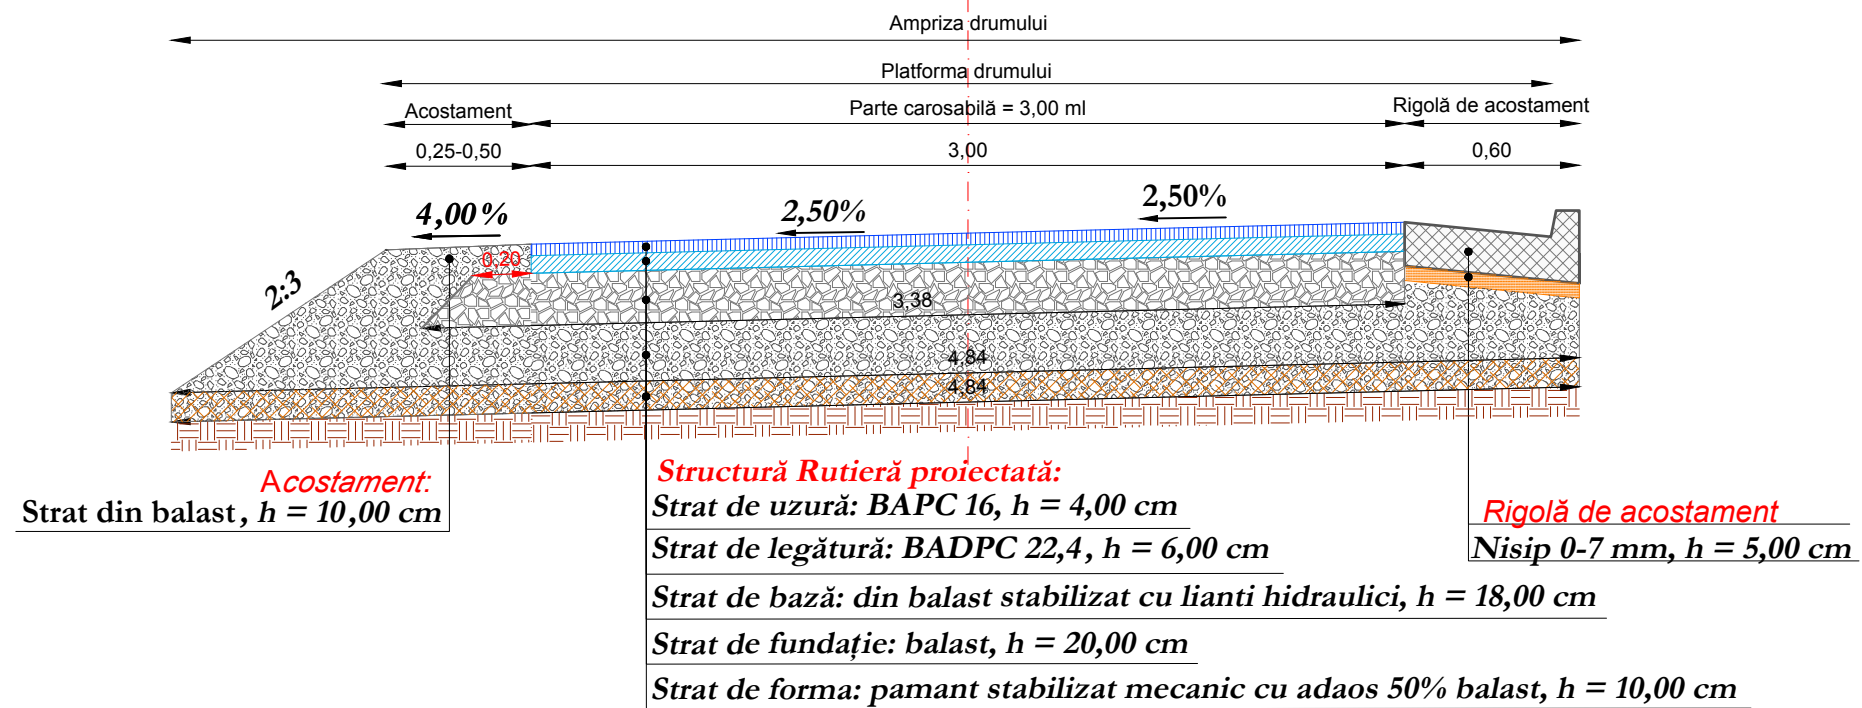 Ampriza drumului
Platforma drumului
Acostament
Parte carosabilă = 3,00 ml
Rigolă de acostament
0,25-0,50
3,00
0,60
4,00%
2,50%
2,50%
0,20
2:3
3,38
4,84
4,84
Acostament:
Strat din balast, h = 10,00 cm
Structură Rutieră proiectată:
Strat de uzură: BAPC 16, h = 4,00 cm
Strat de legătură: BADPC 22,4, h = 6,00 cm
Strat de bază: din balast stabilizat cu lianti hidraulici, h = 18,00 cm
Strat de fundație: balast, h = 20,00 cm
Strat de forma: pamant stabilizat mecanic cu adaos 50% balast, h = 10,00 cm
Rigolă de acostament
Nisip 0-7 mm, h = 5,00 cm